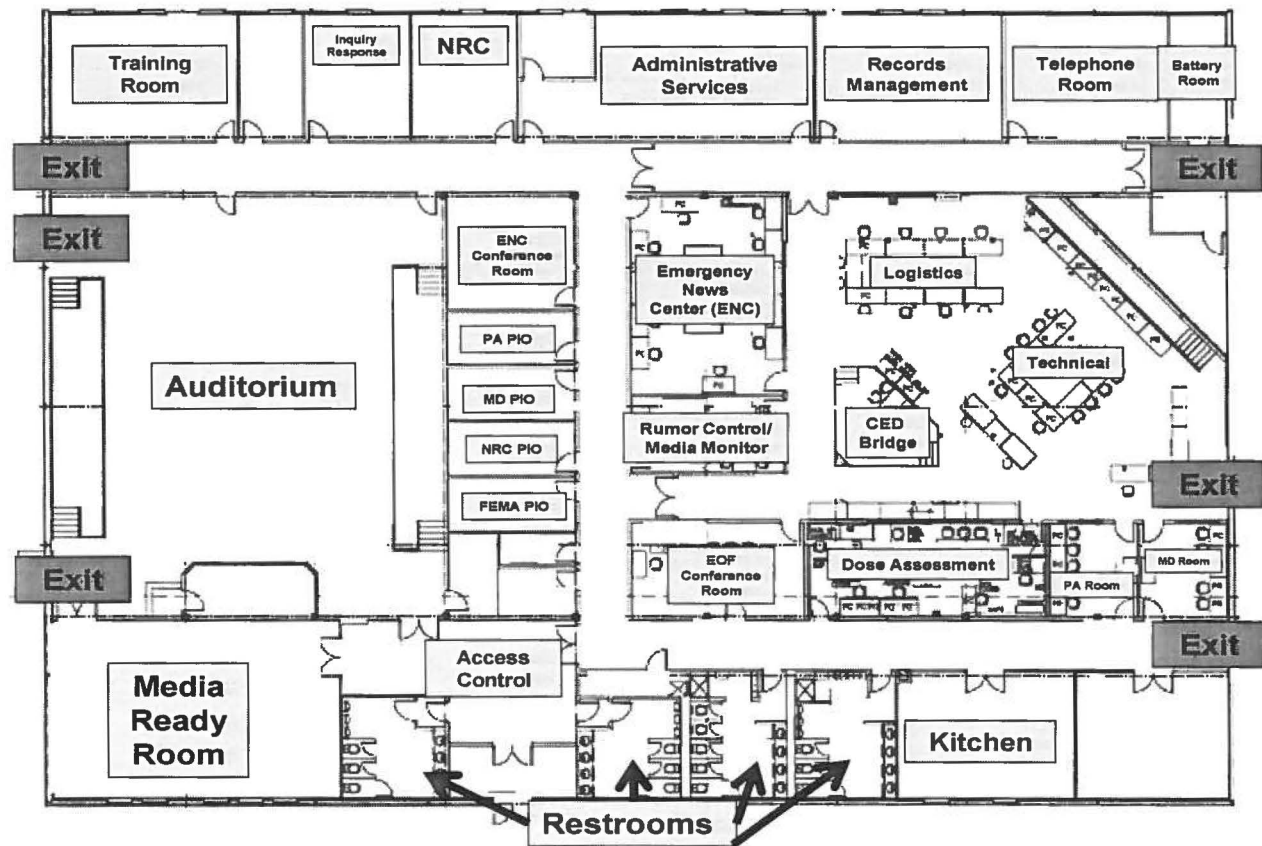 Training
Room
Inquiry
Response
NRC
Administrative
Services
Records
Management
Telephone
Room
Battery
Room
Exit
Exit
Exit
ENC
Conference
Room
Emergency
News
Center (ENC)
Logistics
PA PIO
Technical
Auditorium
MD PIO
Rumor Control/
Media Monitor
CED
Bridge
NRC PIO
Exit
FEMA PIO
Exit
EOF
Conference
Room
Dose Assessment
PA Room
MD Room
Exit
Access
Control
Media
Ready
Room
Kitchen
Restrooms